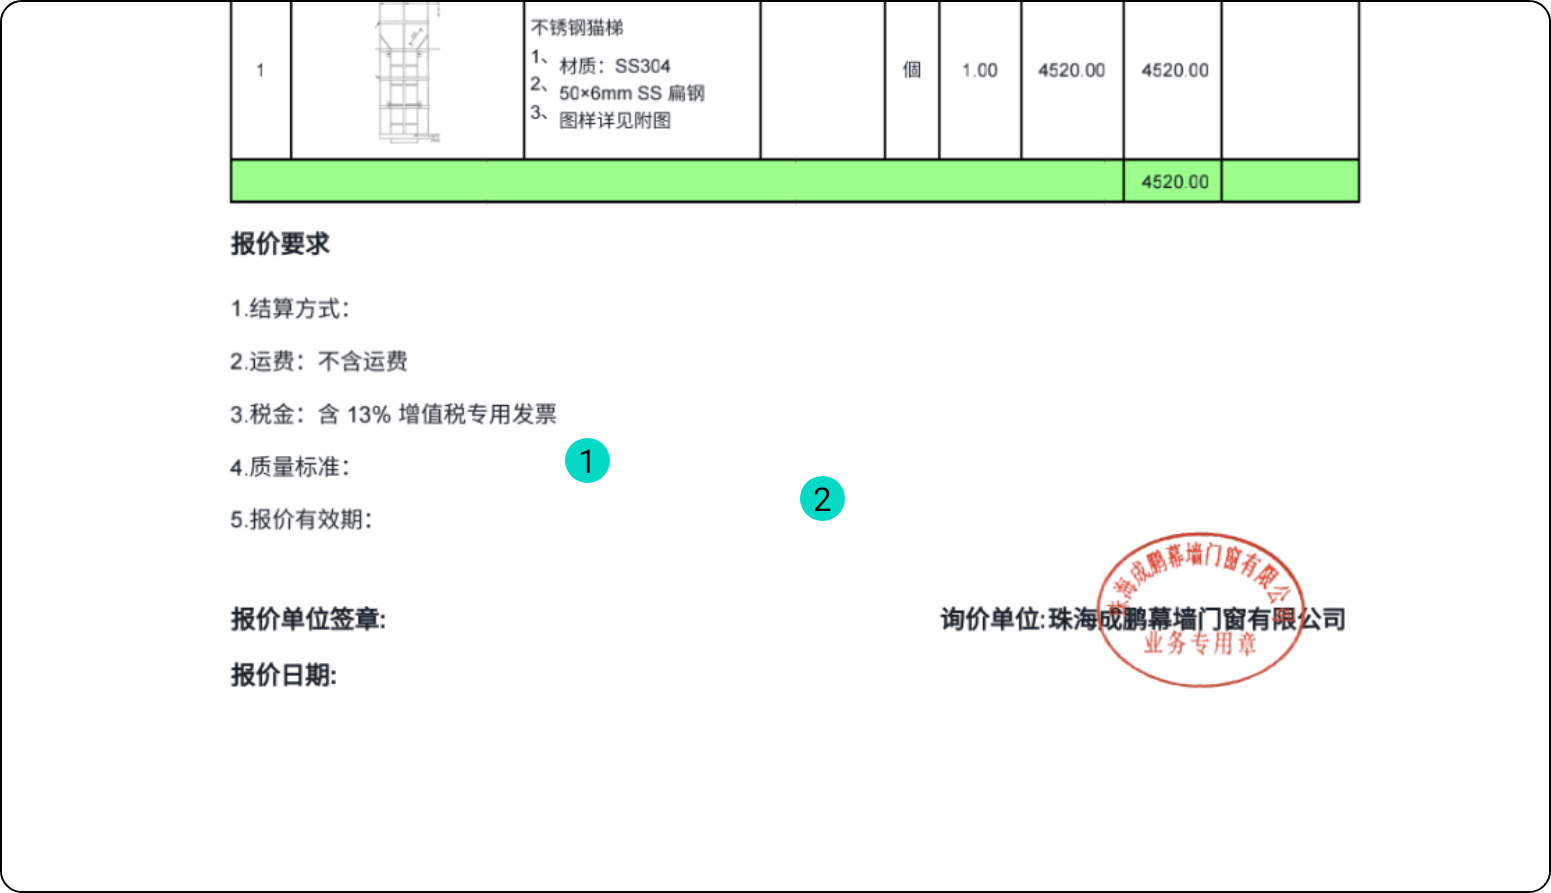 1
不锈钢猫梯
1、 材质：SS304
2、 50×6mm SS 扁钢
3、 图样详见附图
個
1.00
4520.00
4520.00
4520.00
报价要求
1.结算方式：
2.运费：不含运费
3.税金：含 13% 增值税专用发票
4.质量标准：
1
2
5.报价有效期：
报价单位签章:
询价单位:珠海成鹏幕墙门窗有限公司
珠海成鹏幕墙门窗有限公司
业务专用章
报价日期: